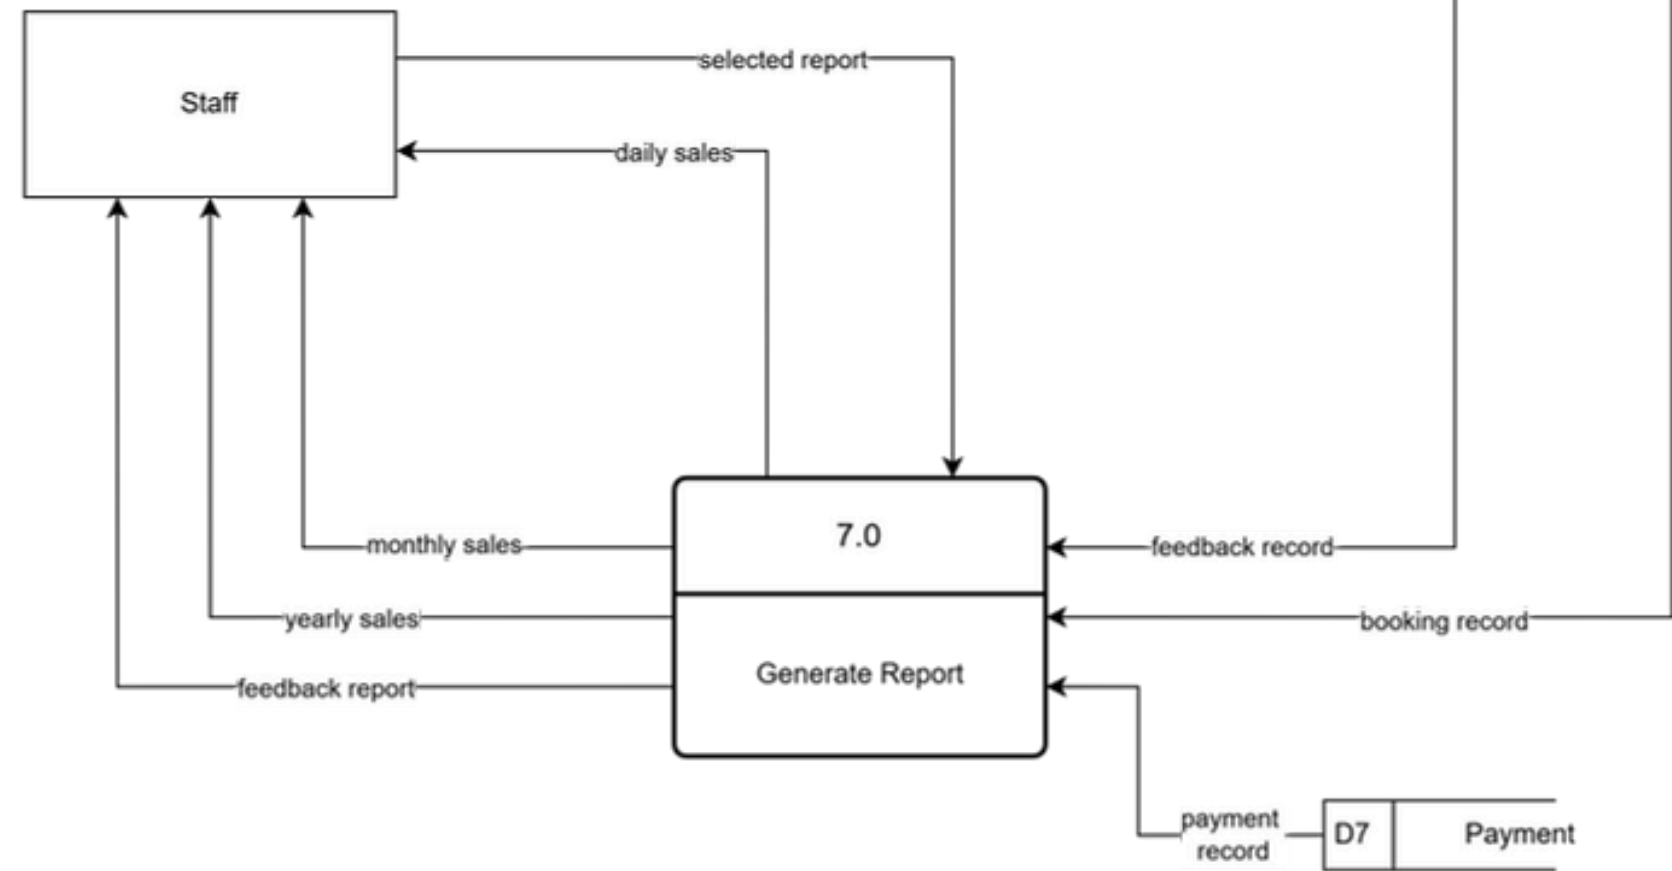 selected report
Staff
daily sales
7.0
monthly sales
feedback record
yearly sales
booking record
Generate Report
feedback report
payment
record
D7
Payment